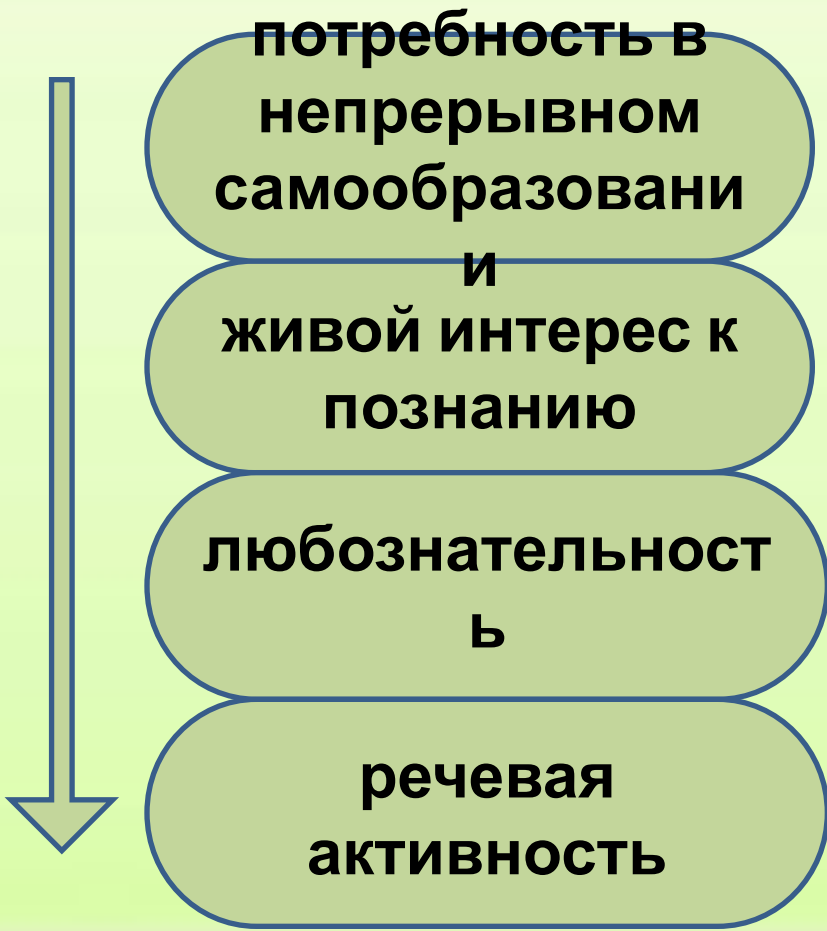 потребность в
непрерывном
самообразовани
и
живой интерес к
познанию
любознательност
ь
речевая
активность